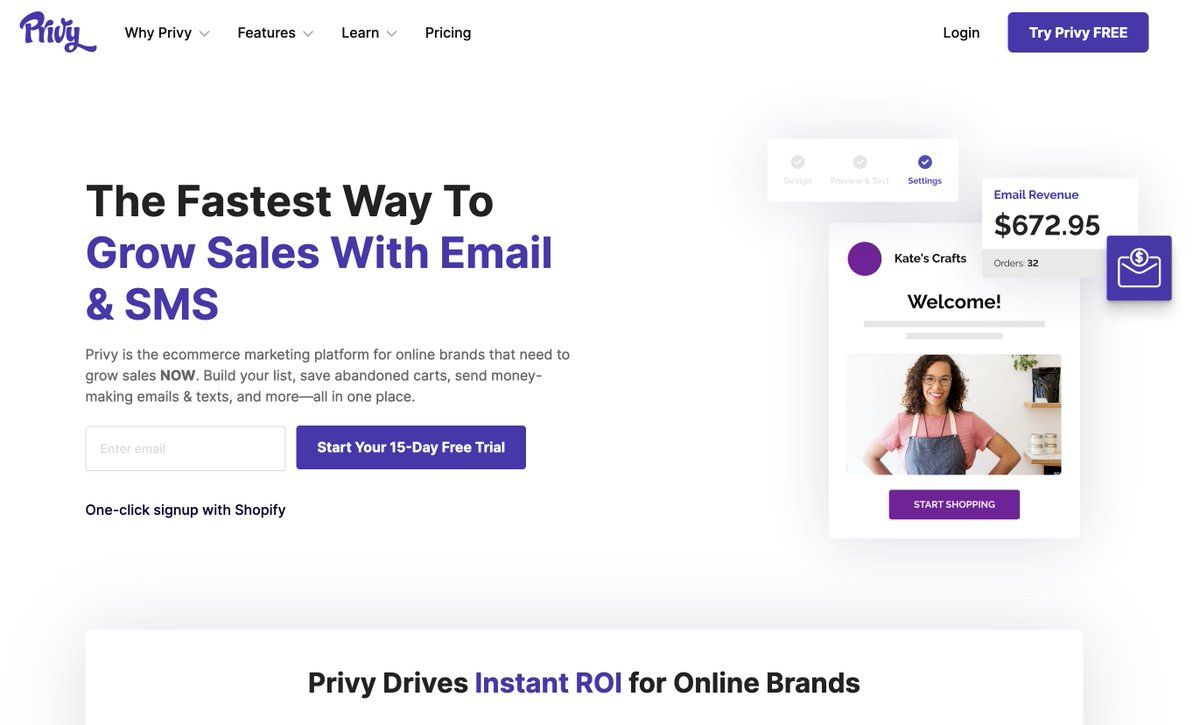 Privy
Why Privy
Features
Learn
Pricing
Login
Try Privy FREE
The Fastest Way To
Grow Sales With Email
& SMS
Privy is the ecommerce marketing platform for online brands that need to
grow sales NOW. Build your list, save abandoned carts, send money-
making emails & texts, and more—all in one place.
Enter email
Start Your 15-Day Free Trial
One-click signup with Shopify
Design
Preview & Test
Settings
Email Revenue
$672.95
Orders: 32
$
Kate's Crafts
Welcome!
START SHOPPING
Privy Drives Instant ROI for Online Brands